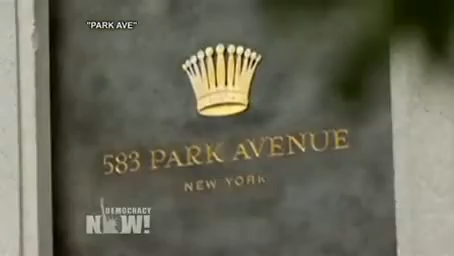 "PARK AVE"
583 PARK AVENUE
NEW YORK
DEMOCRACY
NOW!